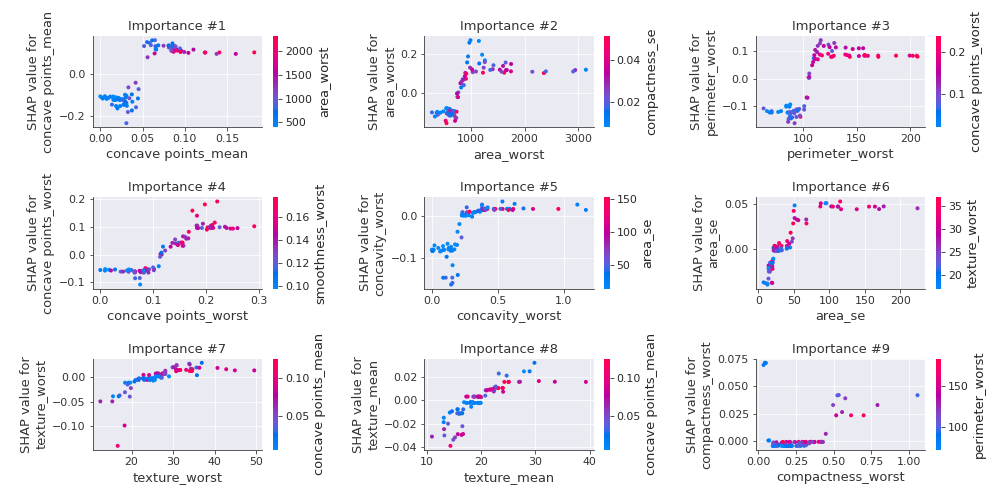 Importance #1
Importance #2
Importance #3
SHAP value for
concave points_mean
0.0
−0.2
0.00
0.05
0.10
0.15
concave points_mean
2000
1500
1000
500
area_worst
SHAP value for
area_worst
0.2
0.0
1000
2000
3000
area_worst
0.04
0.02
compactness_se
SHAP value for
perimeter_worst
0.1
0.0
−0.1
100
150
200
perimeter_worst
0.2
0.1
concave points_worst
Importance #4
Importance #5
Importance #6
SHAP value for
concave points_worst
0.2
0.1
0.0
−0.1
0.0
0.1
0.2
0.3
concave points_worst
0.16
0.14
0.12
0.10
smoothness_worst
SHAP value for
concavity_worst
0.0
−0.1
0.0
0.5
1.0
concavity_worst
150
100
50
area_se
SHAP value for
area_se
0.05
0.00
0
50
100
150
200
area_se
35
30
25
20
texture_worst
Importance #7
Importance #8
Importance #9
SHAP value for
texture_worst
0.00
−0.05
−0.10
20
30
40
50
texture_worst
0.10
0.05
concave points_mean
SHAP value for
texture_mean
0.02
0.00
−0.02
−0.04
10
20
30
40
texture_mean
0.10
0.05
concave points_mean
SHAP value for
compactness_worst
0.075
0.050
0.025
0.000
0.00
0.25
0.50
0.75
1.00
compactness_worst
150
100
perimeter_worst